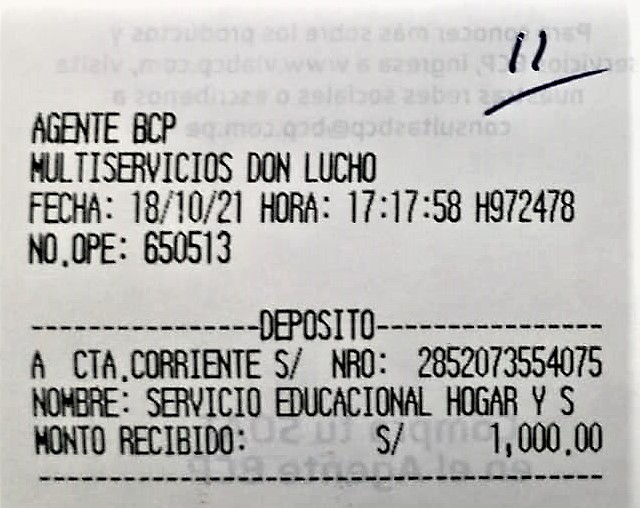 11
AGENTE BCP
MULTISERVICIOS DON LUCHO
FECHA: 18/10/21 HORA: 17:17:58 H972478
NO.OPE: 650513
-----------------DEPOSITO-----------------
A CTA.CORRIENTE S/ NRO: 2852073554075
NOMBRE: SERVICIO EDUCACIONAL HOGAR Y S
MONTO RECIBIDO: S/ 1,000.00
------------------------------------------